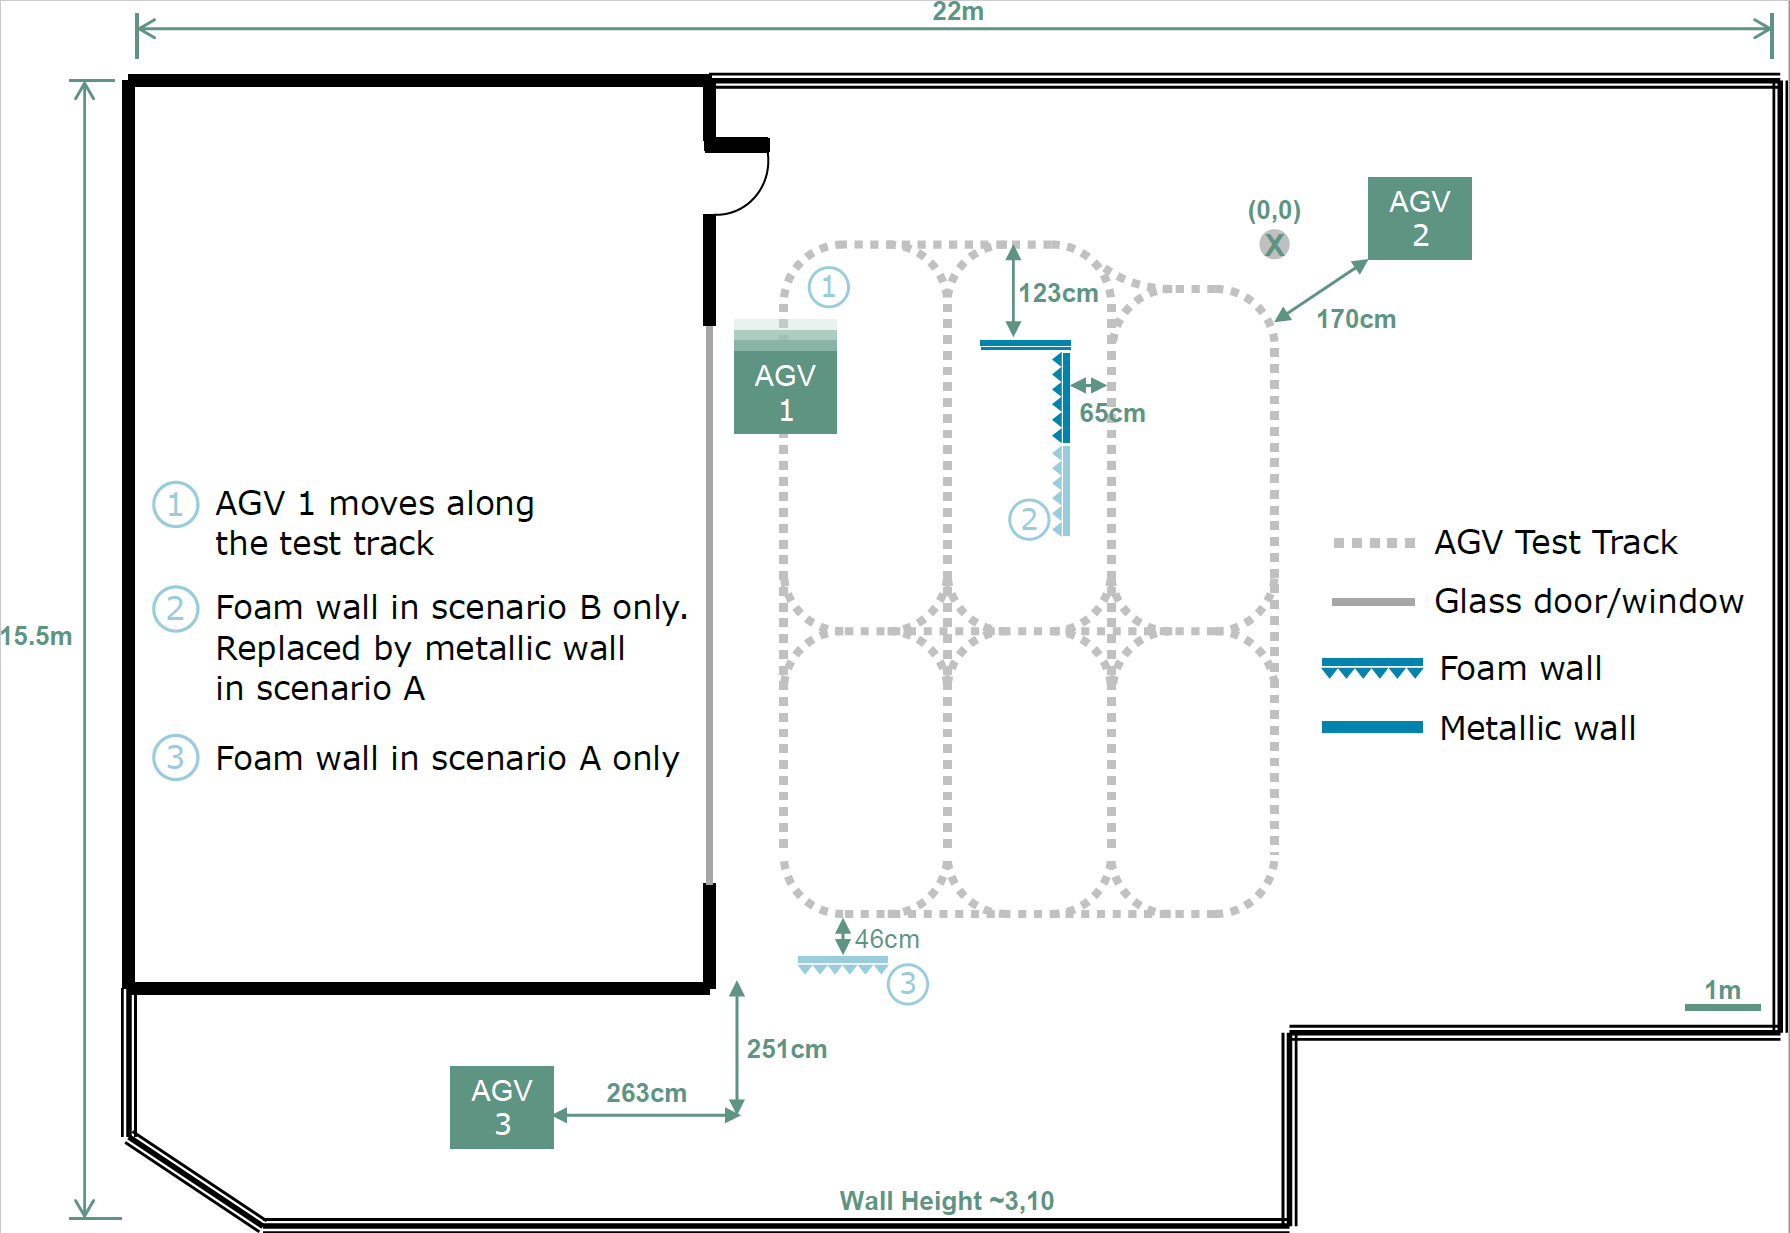 22m
(0,0)
X
AGV
2
1
123cm
170cm
AGV
1
65cm
1 AGV 1 moves along
the test track
2
2 Foam wall in scenario B only.
Replaced by metallic wall
in scenario A
3 Foam wall in scenario A only
15.5m
AGV Test Track
Glass door/window
Foam wall
Metallic wall
46cm
3
1m
251cm
AGV
3
263cm
Wall Height ~3,10